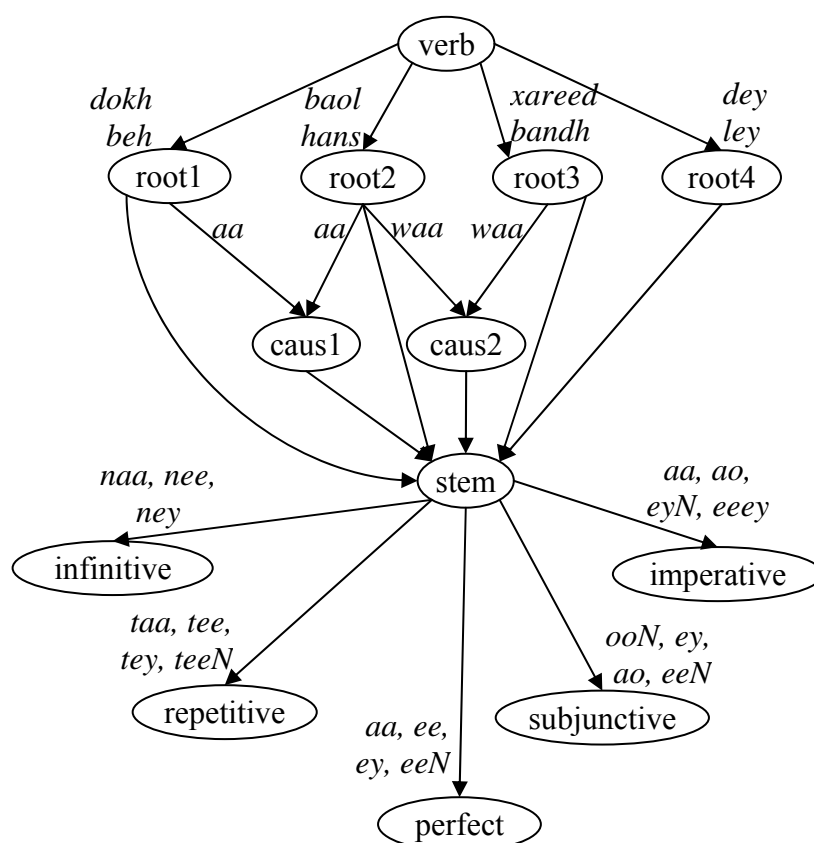 verb
dokh
beh
baol
hans
xareed
bandh
dey
ley
root1
root2
root3
root4
aa
aa
waa
waa
caus1
caus2
stem
naa, nee,
ney
aa, ao,
eyN, eeey
infinitive
imperative
taa, tee,
tey, teeN
ooN, ey,
ao, eeN
repetitive
subjunctive
aa, ee,
ey, eeN
perfect